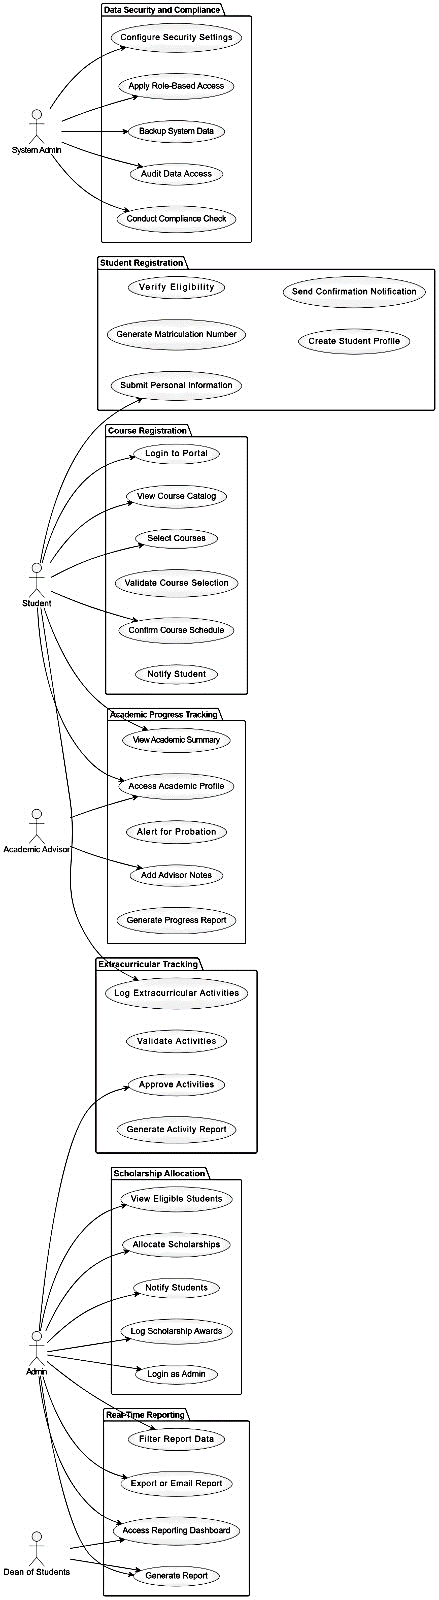 Data Security and Compliance
Configure Security Settings
Apply Role-Based Access
Backup System Data
System Admin
Audit Data Access
Conduct Compliance Check
Student Registration
Verify Eligibility
Send Confirmation Notification
Generate Matriculation Number
Create Student Profile
Submit Personal Information
Course Registration
Login to Portal
View Course Catalog
Select Courses
Validate Course Selection
Student
Confirm Course Schedule
Notify Student
Academic Progress Tracking
View Academic Summary
Access Academic Profile
Alert for Probation
Academic Advisor
Add Advisor Notes
Generate Progress Report
Extracurricular Tracking
Log Extracurricular Activities
Validate Activities
Approve Activities
Generate Activity Report
Scholarship Allocation
View Eligible Students
Allocate Scholarships
Notify Students
Log Scholarship Awards
Admin
Login as Admin
Real-Time Reporting
Filter Report Data
Export or Email Report
Access Reporting Dashboard
Dean of Students
Generate Report